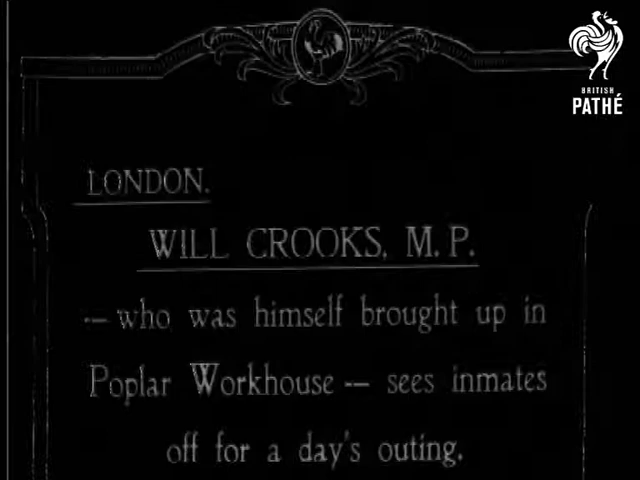 BRITISH
PATHÉ
LONDON.
WILL CROOKS, M.P.
-- who was himself brought up in
Poplar Workhouse -- sees inmates
off for a day's outing.